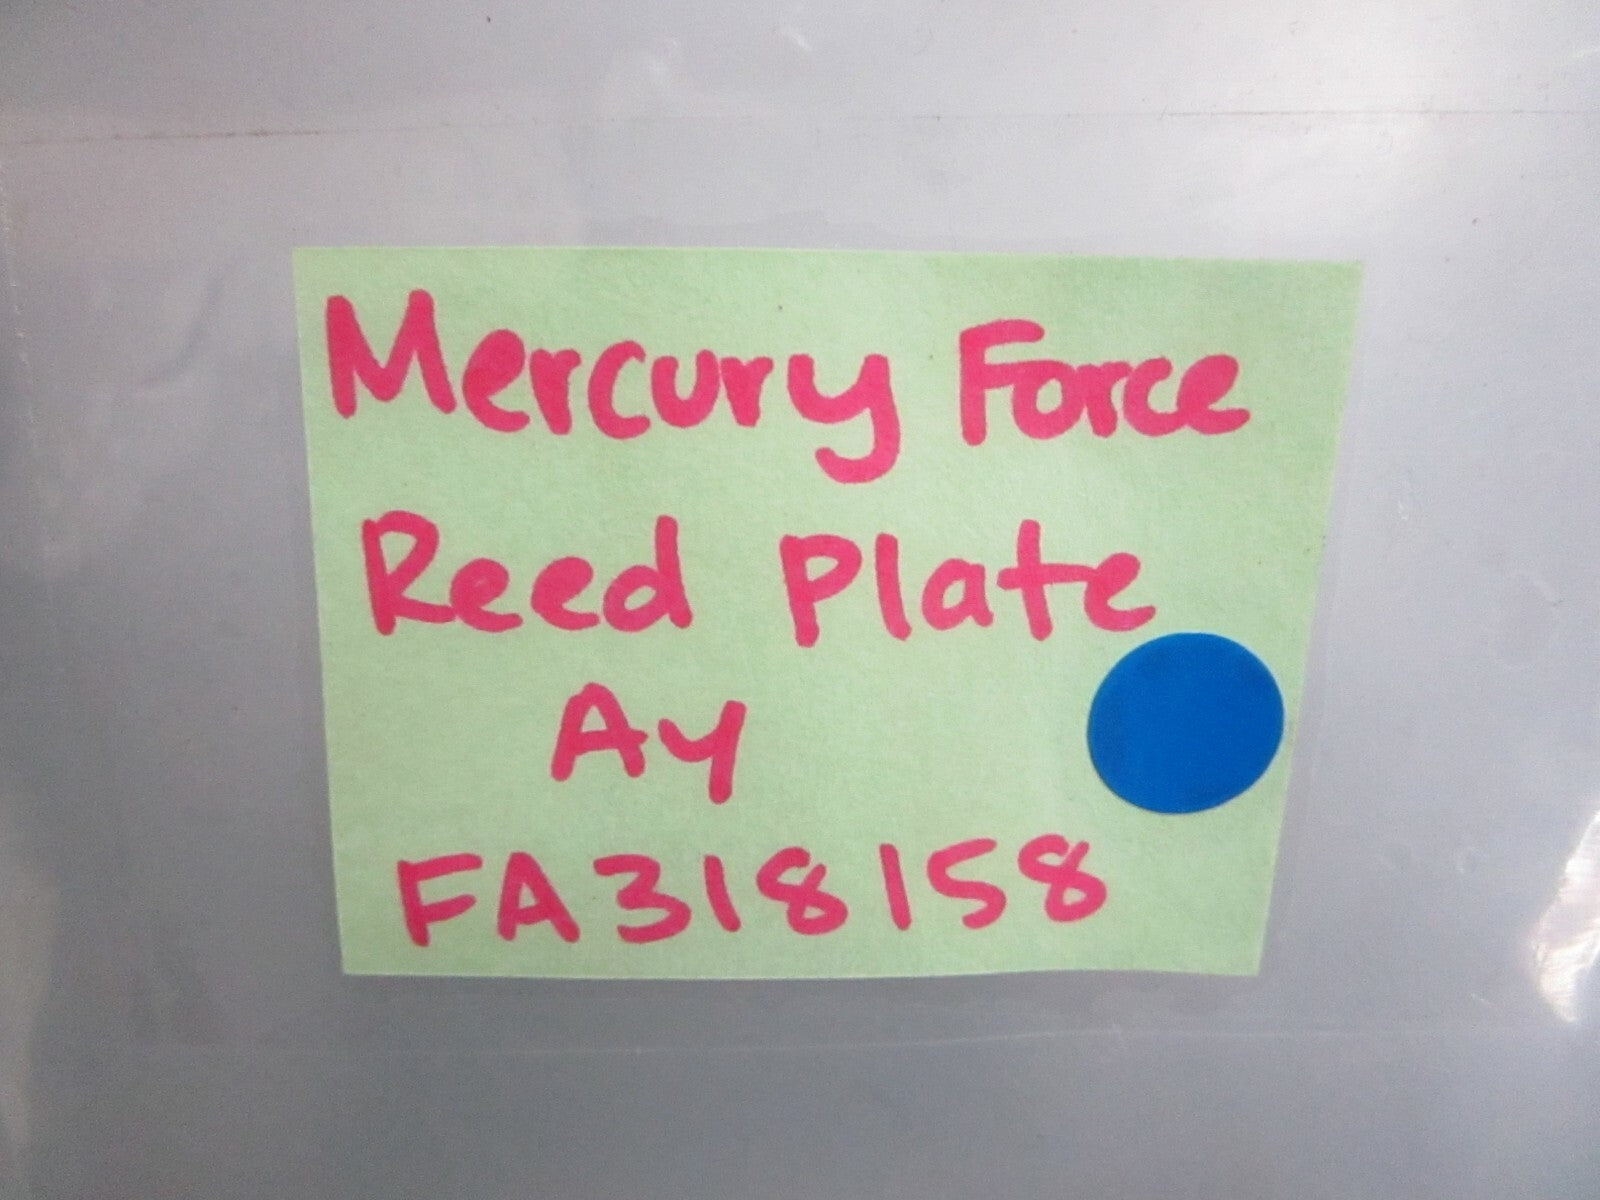 Mercury Force
Reed Plate
Ay
FA318158